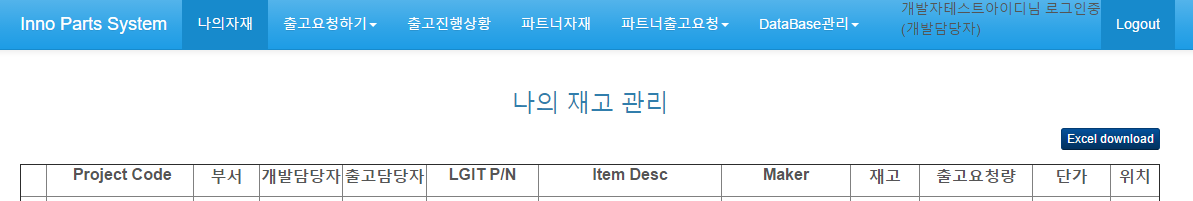 Inno Parts System 나의자재 출고요청하기 출고진행상황 파트너자재 파트너출고요청 DataBase관리 개발자테스트아이디님 로그인중 Logout
(개발담당자)
나의 재고 관리
Excel download
Project Code 부서 개발담당자 출고담당자 LGIT P/N Item Desc Maker 재고 출고요청량 단가 위치